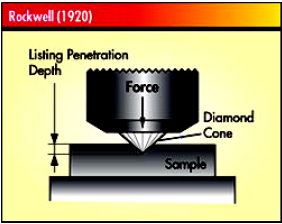 Rockwell (1920)
Listing Penetration
Depth
Force
Diamond
Cone
Sample